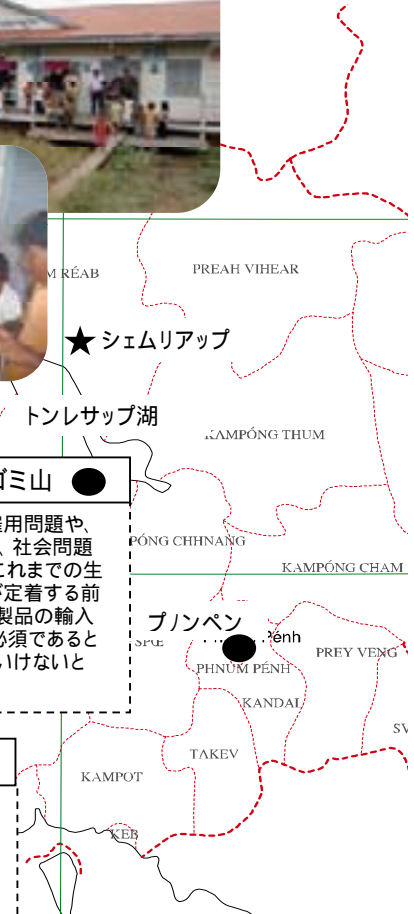 M RÉAB
PREAH VIHEAR
シェムリアップ
トンレサップ湖
KAMPÓNG THUM
ゴミ山
雇用問題や、
、社会問題
これまでの生
が定着する前
製品の輸入
必須であると
いけないと
PÓNG CHHNANG
KAMPÓNG CHAM
プノンペン
Pénh
SPŒ
PHNUM PÉNH
PREY VENG
KANDAL
SV
TAKEV
KAMPOT
KEB